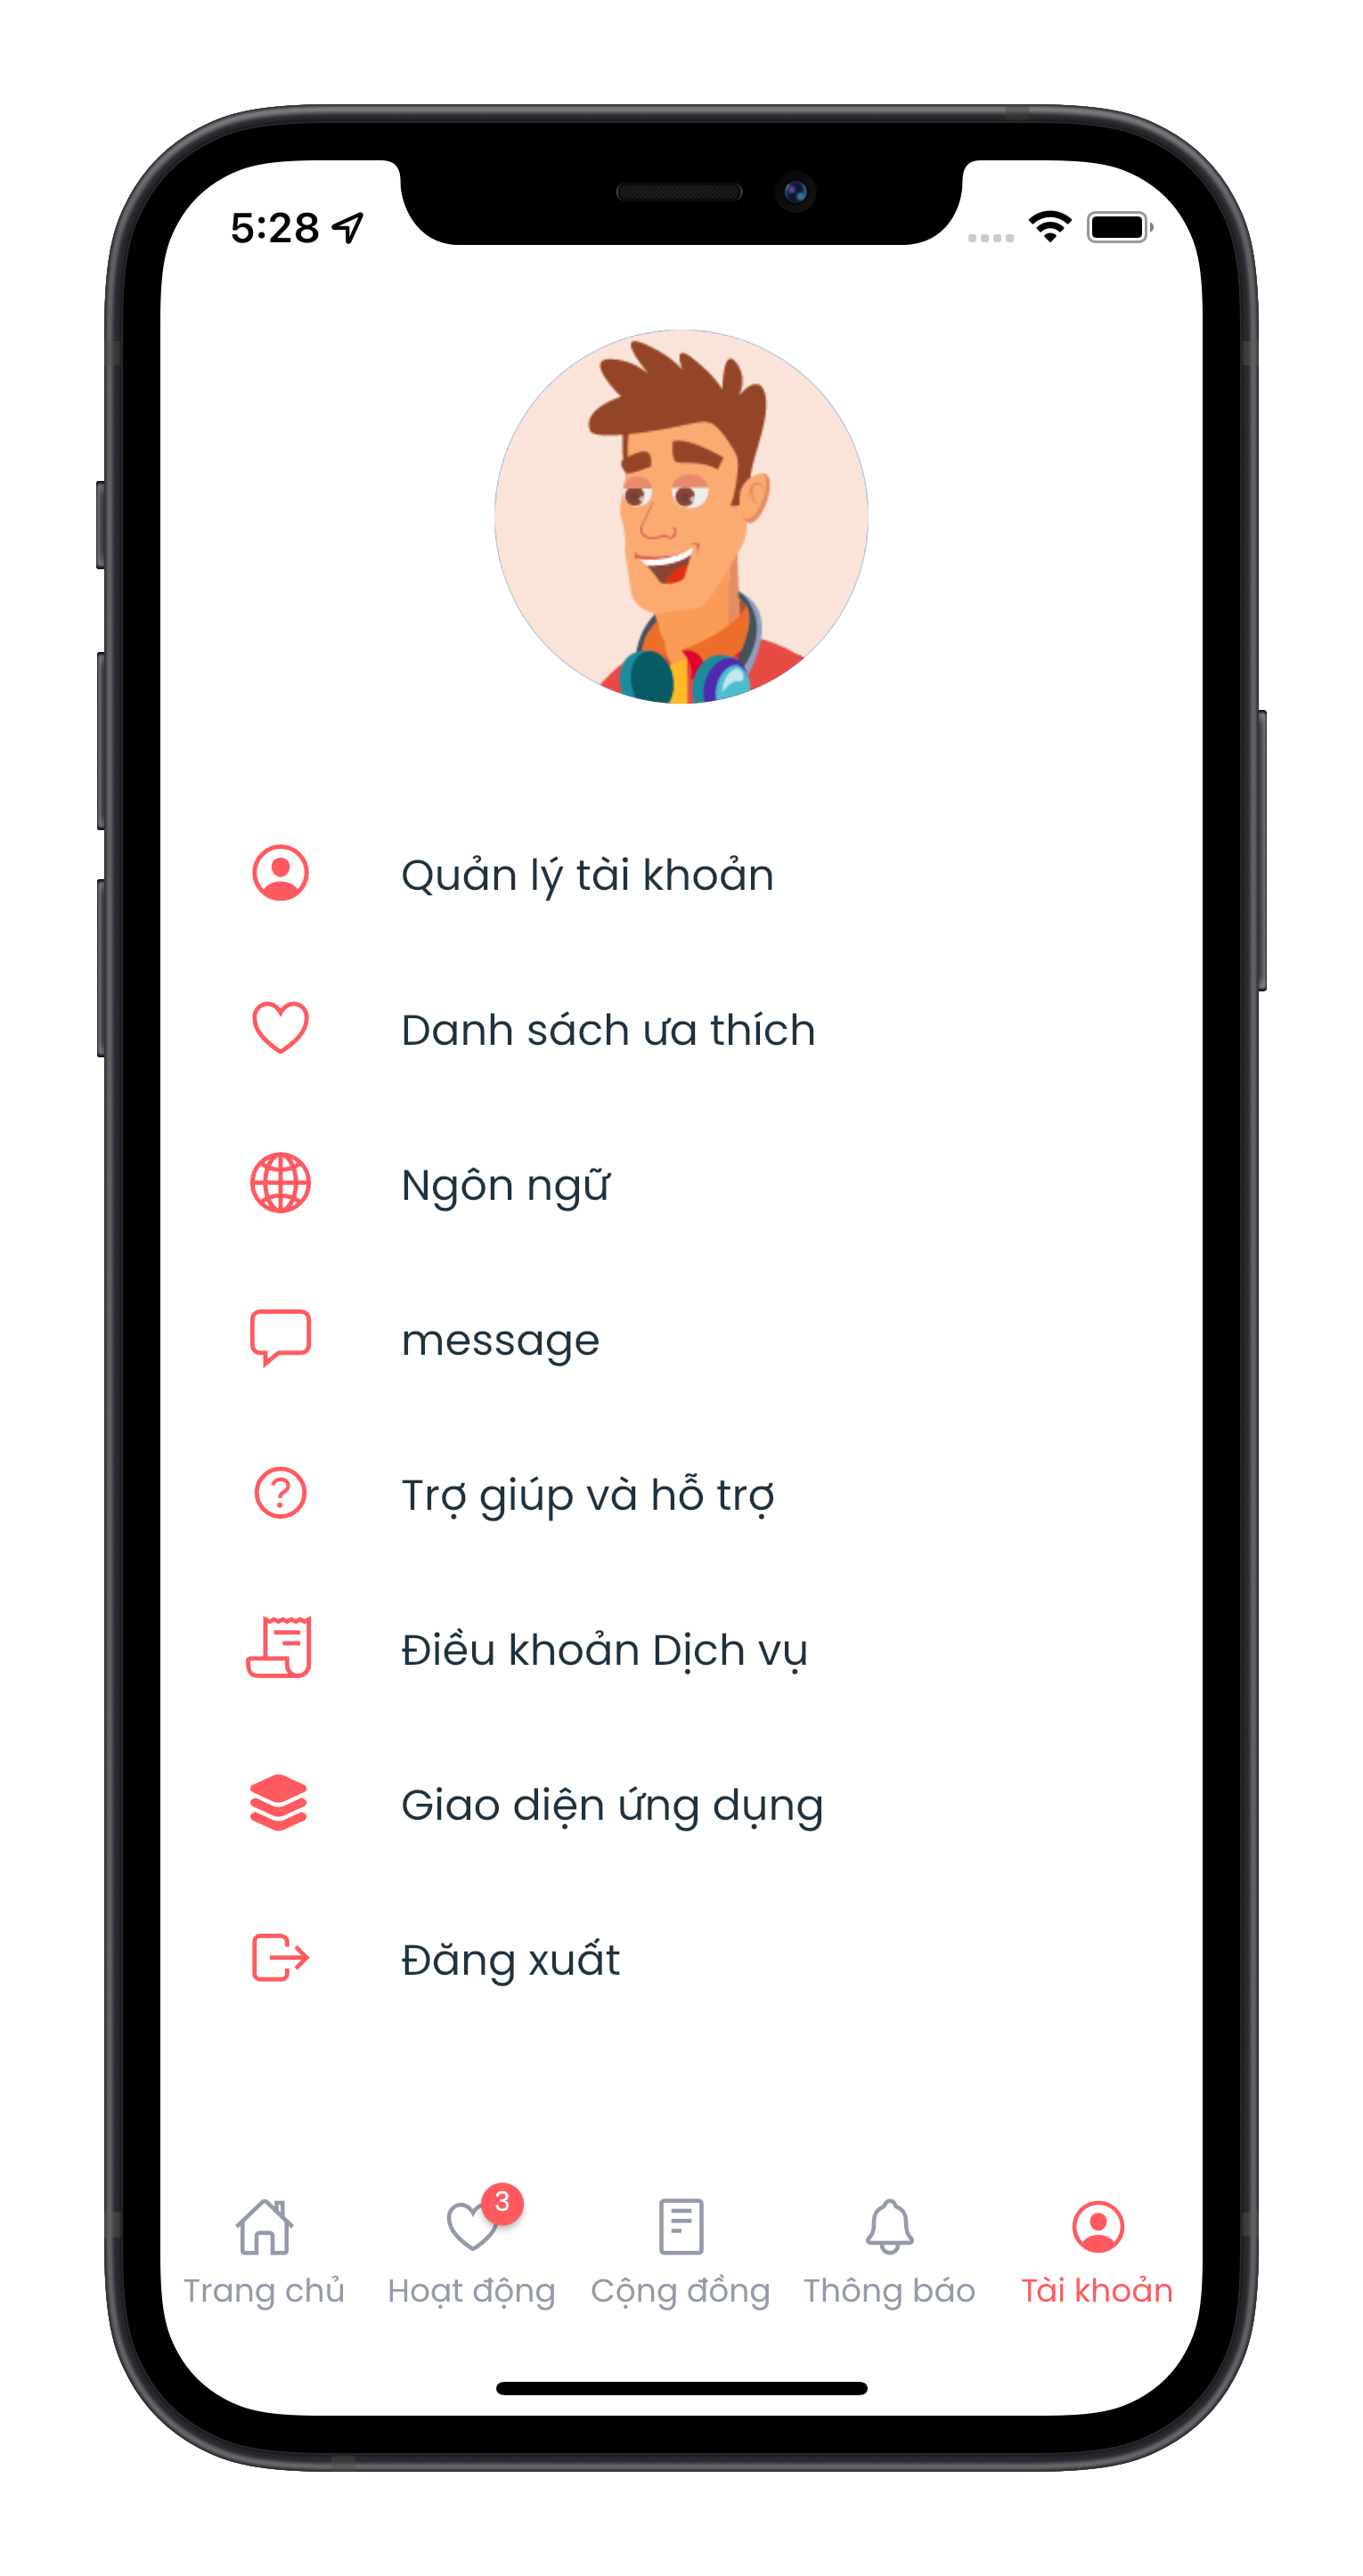 5:28
Quản lý tài khoản
Danh sách ưa thích
Ngôn ngữ
message
Trợ giúp và hỗ trợ
Điều khoản Dịch vụ
Giao diện ứng dụng
Đăng xuất
3
Trang chủ Hoạt động Cộng đồng Thông báo Tài khoản